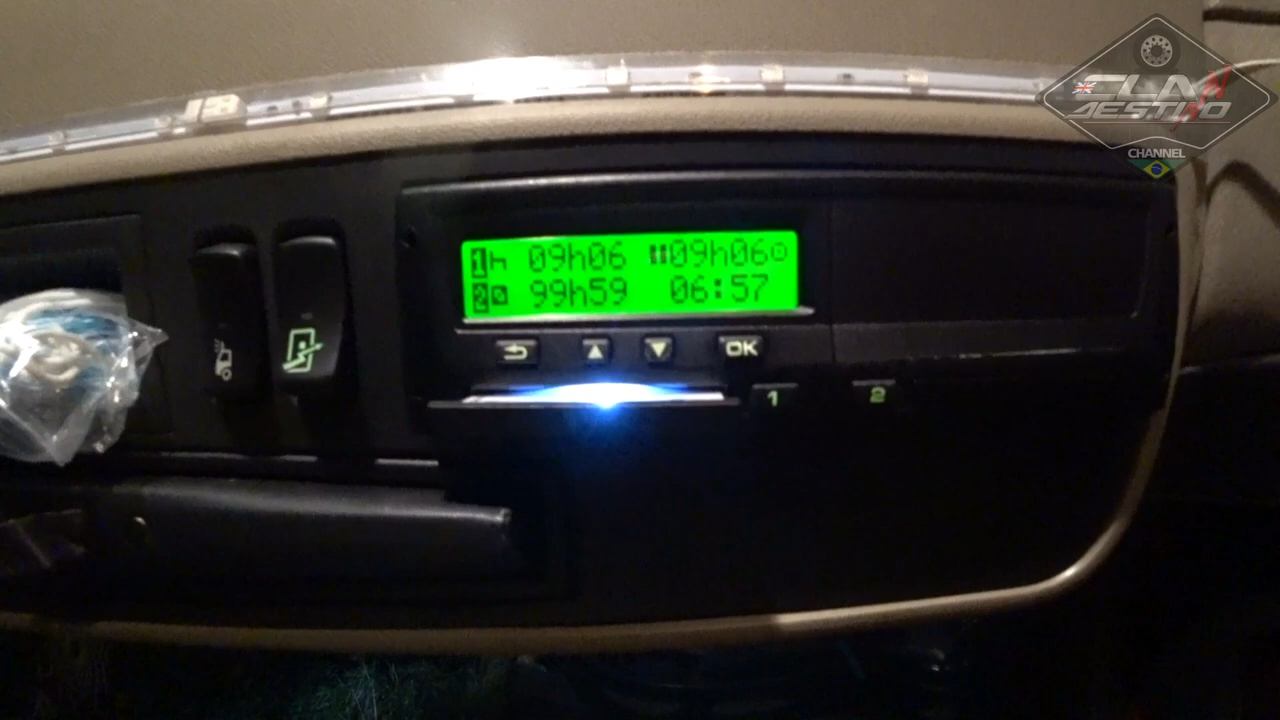 CLAN
DESTINO
CHANNEL
1h 09h06 09h06
2 99h59 06:57
OK
1 2